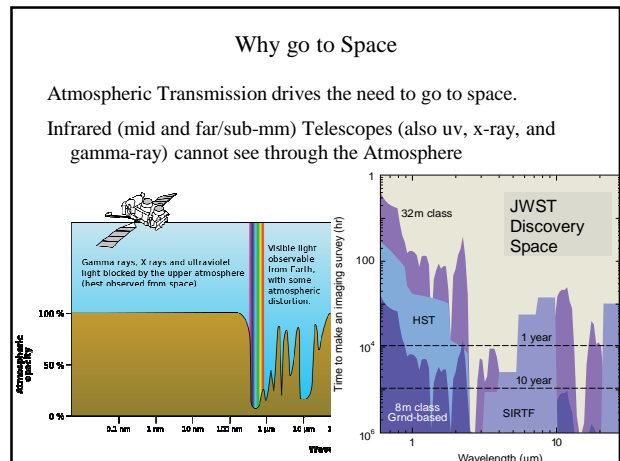 Why go to Space
Atmospheric Transmission drives the need to go to space.
Infrared (mid and far/sub-mm) Telescopes (also uv, x-ray, and
gamma-ray) cannot see through the Atmosphere
Gamma rays, X rays and ultraviolet
light blocked by the upper atmosphere
(best observed from space).
Visible light
observable
from Earth,
with some
atmospheric
distortion.
Atmospheric
opacity
100 %
50 %
0 %
0.1 nm
1 nm
10 nm
100 nm
1 µm
10 µm
Time to make an imaging survey (hr)
1
100
10⁴
10⁶
32m class
JWST
Discovery
Space
HST
1 year
10 year
8m class
Grnd-based
SIRTF
1
10
Wavelength (µm)